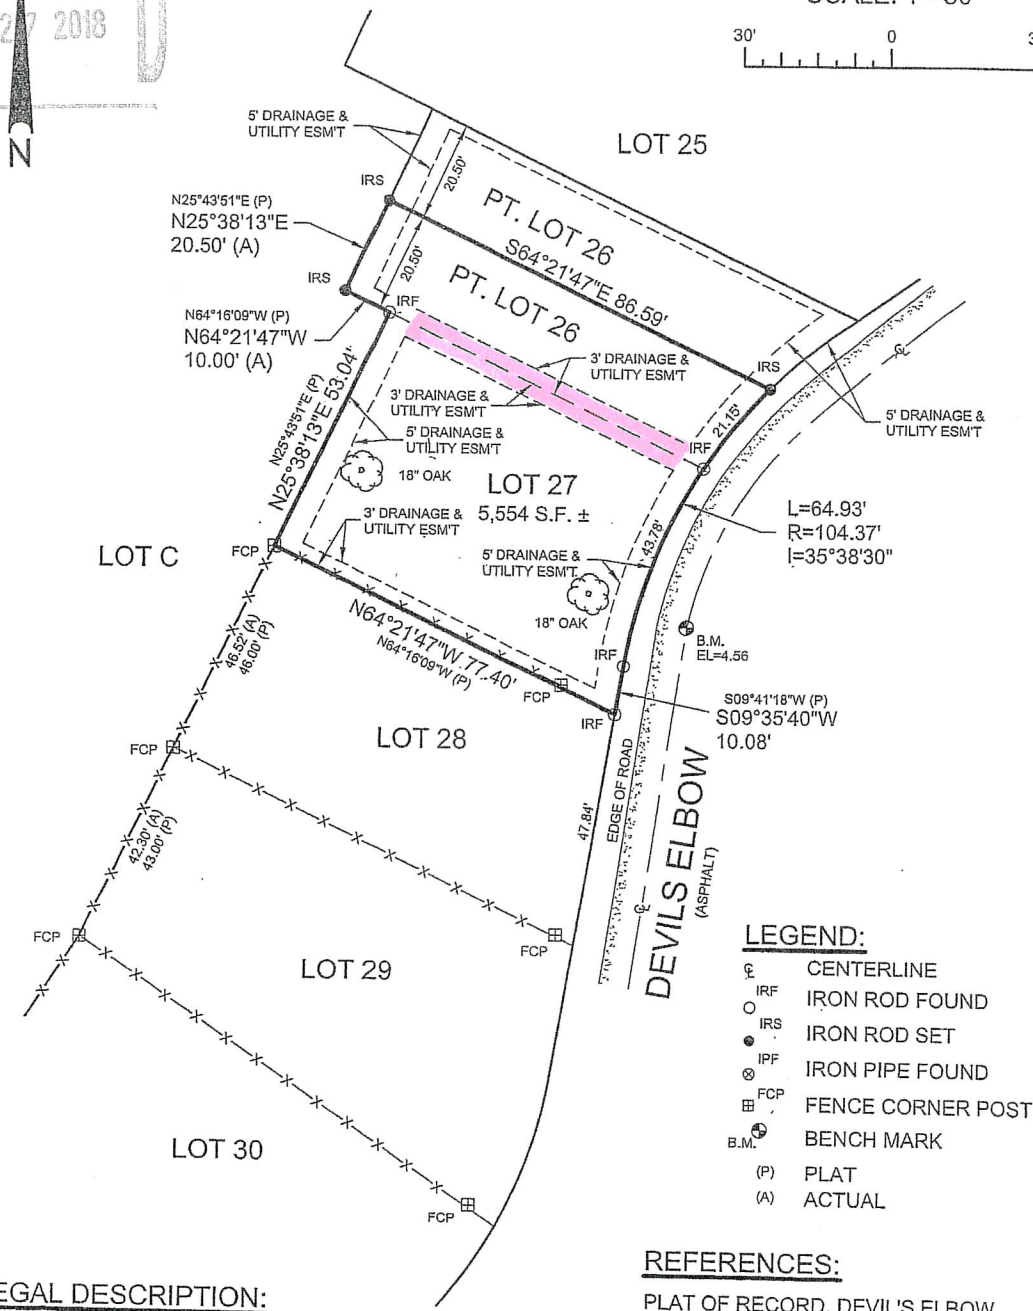 2 7 2018
SCALE: 1"=30'
30'
0
N
5' DRAINAGE &
UTILITY ESM'T
LOT 25
20.50'
IRS
PT. LOT 26
N25°43'51"E (P)
N25°38'13"E
20.50' (A)
S64°21'47"E 86.59'
20.50'
PT. LOT 26
IRS
IRF
N64°16'09"W (P)
N64°21'47"W
10.00' (A)
3' DRAINAGE &
UTILITY ESM'T
IRS
℄
3' DRAINAGE &
UTILITY ESM'T
21.15'
5' DRAINAGE &
UTILITY ESM'T
N25°43'51"E (P)
N25°38'13"E 53.04'
5' DRAINAGE &
UTILITY ESM'T
IRF
18" OAK
LOT 27
5,554 S.F. ±
L=64.93'
R=104.37'
I=35°38'30"
3' DRAINAGE &
UTILITY ESM'T
43.78'
FCP
LOT C
5' DRAINAGE &
UTILITY ESM'T
18" OAK
N64°21'47"W 77.40'
N64°16'09"W (P)
B.M.
EL=4.56
IRF
46.52' (A)
46.00' (P)
FCP
IRF
S09°41'18"W (P)
S09°35'40"W
10.08'
LOT 28
FCP
47.84'
EDGE OF ROAD
DEVILS ELBOW
(ASPHALT)
℄
42.30' (A)
43.00' (P)
FCP
FCP
LOT 29
LOT 30
FCP
LEGEND:
℄ CENTERLINE
IRF IRON ROD FOUND
IRS IRON ROD SET
IPF IRON PIPE FOUND
FCP FENCE CORNER POST
B.M. BENCH MARK
(P) PLAT
(A) ACTUAL
EGAL DESCRIPTION:
REFERENCES:
PLAT OF RECORD, DEVIL'S ELBOW